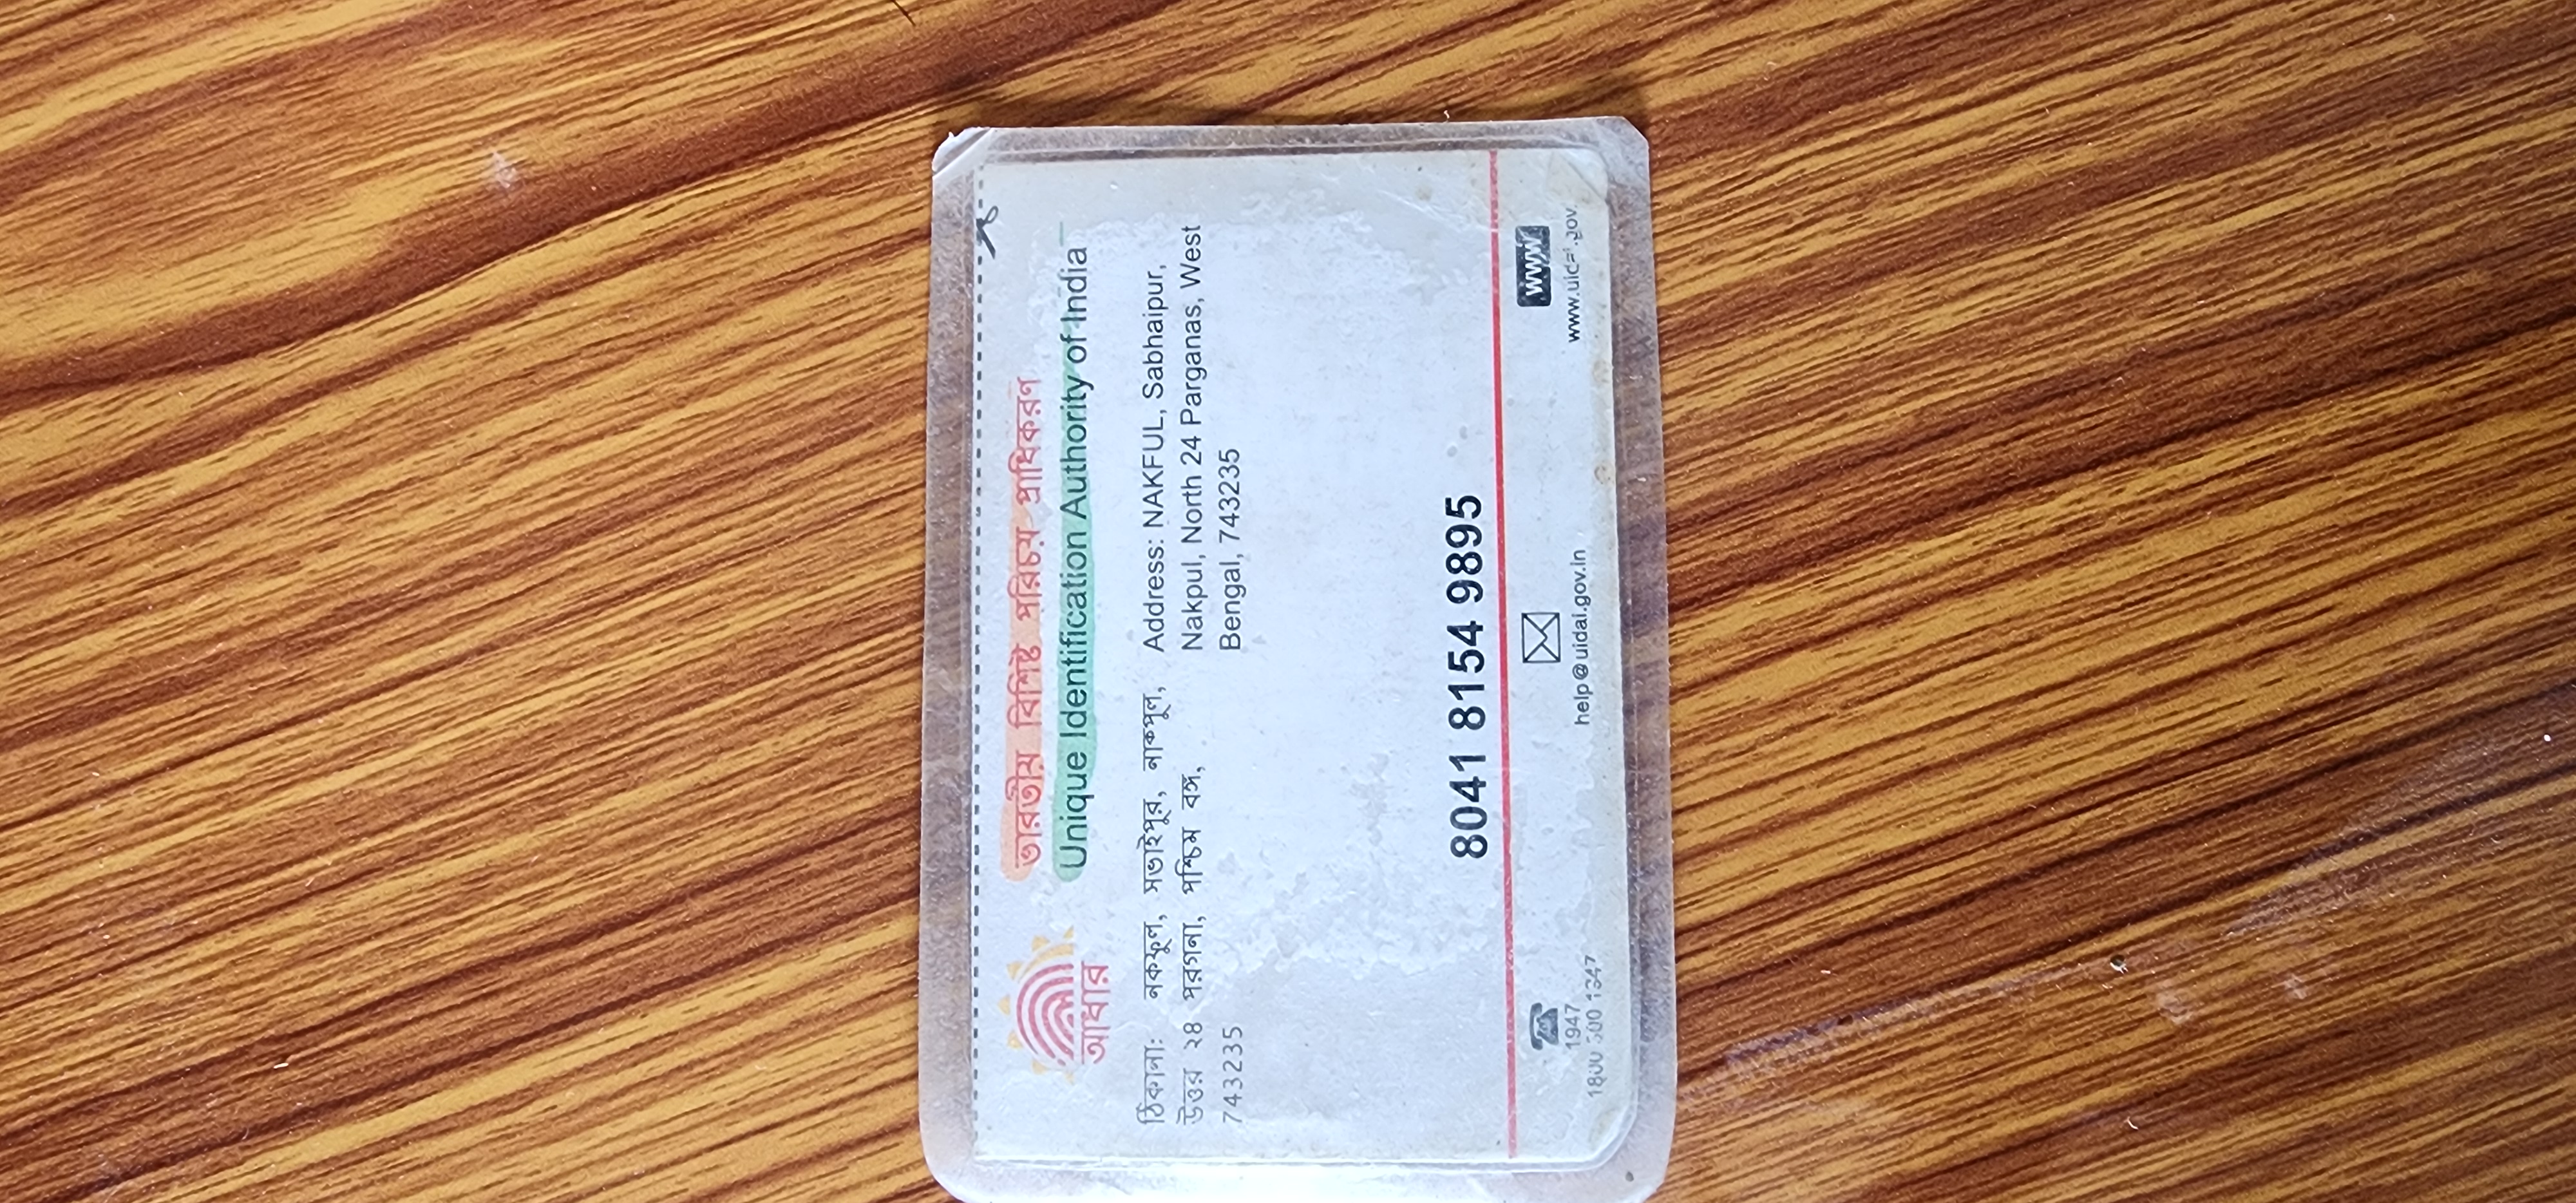 ভারতীয় বিশিষ্ট পরিচয় প্রাধিকরণ
Unique Identification Authority of India
আধার
ঠিকানা: নকফুল, সভাইপুর, নাকপুল,
উত্তর ২৪ পরগনা, পশ্চিম বঙ্গ,
743235
Address: NAKFUL, Sabhaipur,
Nakpul, North 24 Parganas, West
Bengal, 743235
8041 8154 9895
1947
help@uidai.gov.in
www